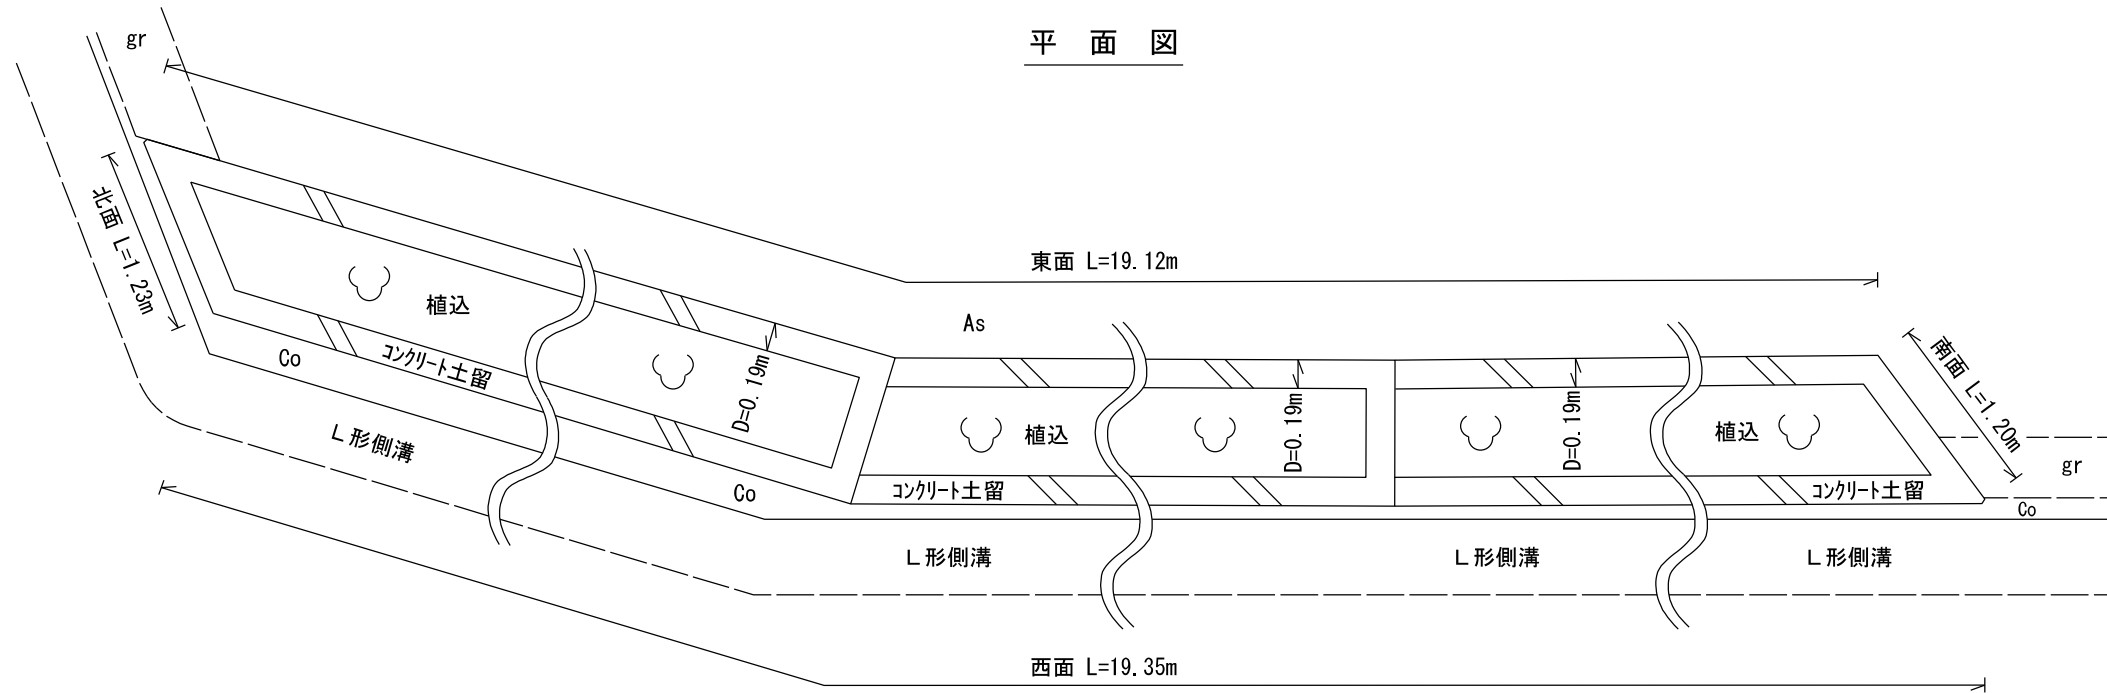 平 面 図
gr
北面 L=1.23m
東面 L=19.12m
植込
As
Co
コンクリート土留
D=0.19m
南面 L=1.20m
L形側溝
植込
D=0.19m
D=0.19m
植込
gr
Co
コンクリート土留
コンクリート土留
Co
L形側溝
L形側溝
L形側溝
西面 L=19.35m